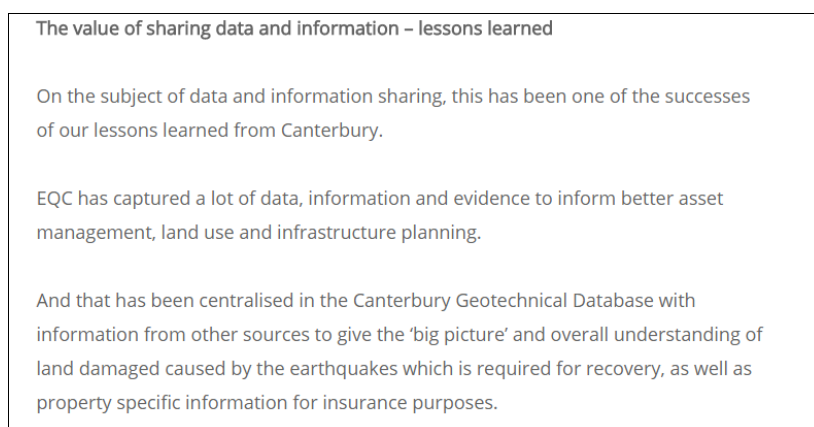 The value of sharing data and information – lessons learned
On the subject of data and information sharing, this has been one of the successes
of our lessons learned from Canterbury.
EQC has captured a lot of data, information and evidence to inform better asset
management, land use and infrastructure planning.
And that has been centralised in the Canterbury Geotechnical Database with
information from other sources to give the ‘big picture’ and overall understanding of
land damaged caused by the earthquakes which is required for recovery, as well as
property specific information for insurance purposes.